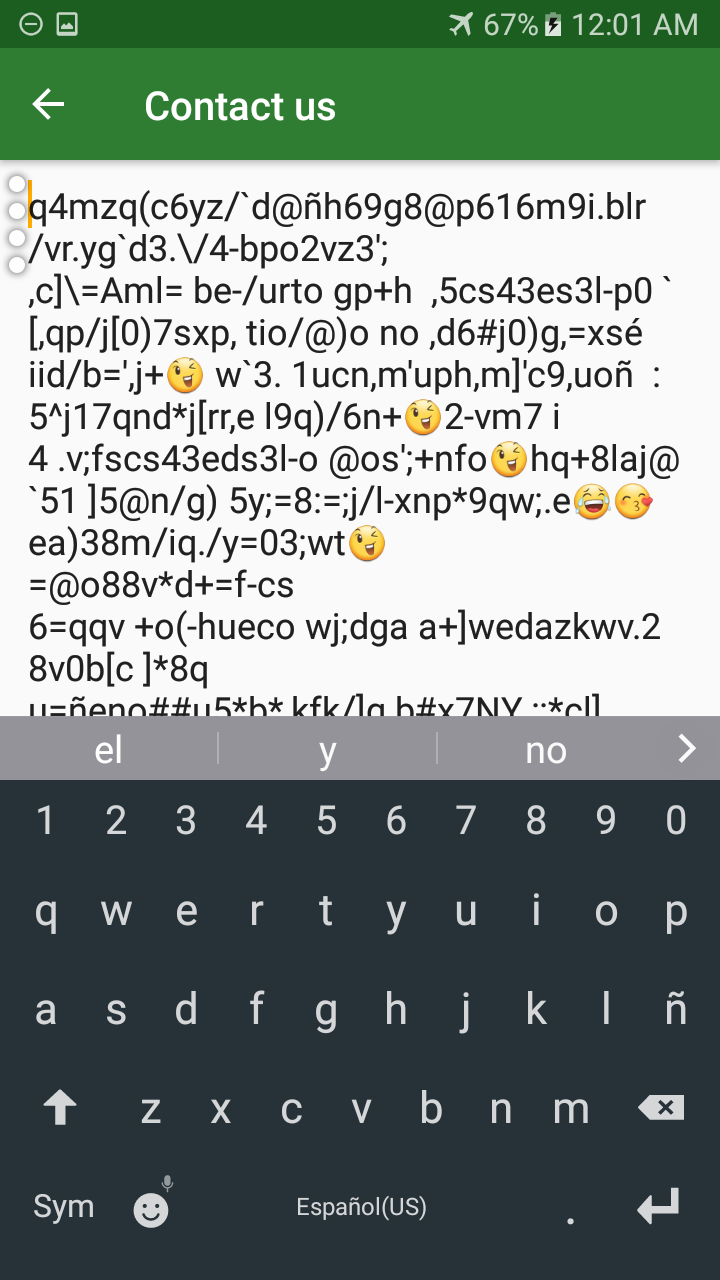 67% 12:01 AM
Contact us
q4mzq(c6yz/`d@ñh69g8@p616m9i.blr
/vr.yg`d3.\/4-bpo2vz3';
,c]\=Aml= be-/urto gp+h  ,5cs43es3l-p0 `
[,qp/j[0)7sxp, tio/@)o no ,d6#j0)g,=xsé
iid/b=',j+😉 w`3. 1ucn,m'uph,m]'c9,uoñ  :
5^j17qnd*j[rr,e l9q)/6n+😉2-vm7 i
4 .v;fscs43eds3l-o @os';+nfo😉hq+8laj@
`51 ]5@n/g) 5y;=8:=;j/l-xnp*9qw;.e😂😘
ea)38m/iq./y=03;wt😉
=@o88v*d+=f-cs
6=qqv +o(-hueco wj;dga a+]wedazkwv.2
8v0b[c ]*8q
u=ñeno##u5*b*
el y no
1 2 3 4 5 6 7 8 9 0
q w e r t y u i o p
a s d f g h j k l ñ
z x c v b n m
Sym Español(US) .